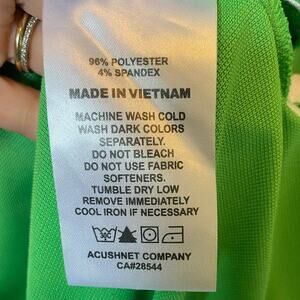 96% POLYESTER
4% SPANDEX
MADE IN VIETNAM
MACHINE WASH COLD
WASH DARK COLORS
SEPARATELY.
DO NOT BLEACH
DO NOT USE FABRIC
SOFTENERS.
TUMBLE DRY LOW
REMOVE IMMEDIATELY
COOL IRON IF NECESSARY
ACUSHNET COMPANY
CA#28544